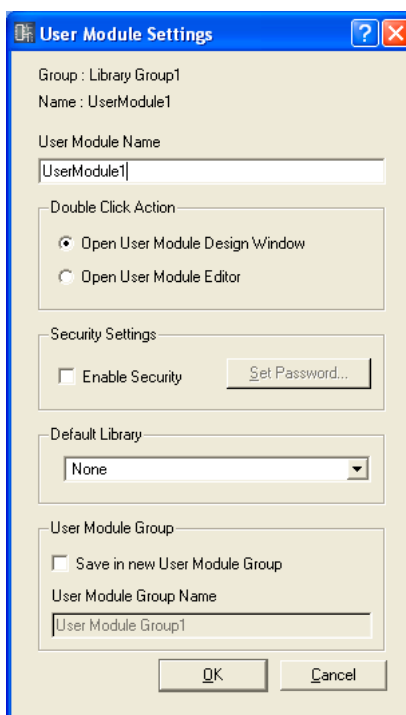 User Module Settings
Group : Library Group1
Name : UserModule1
User Module Name
UserModule1
Double Click Action
Open User Module Design Window
Open User Module Editor
Security Settings
Enable Security
Set Password...
Default Library
None
User Module Group
Save in new User Module Group
User Module Group Name
User Module Group1
OK
Cancel